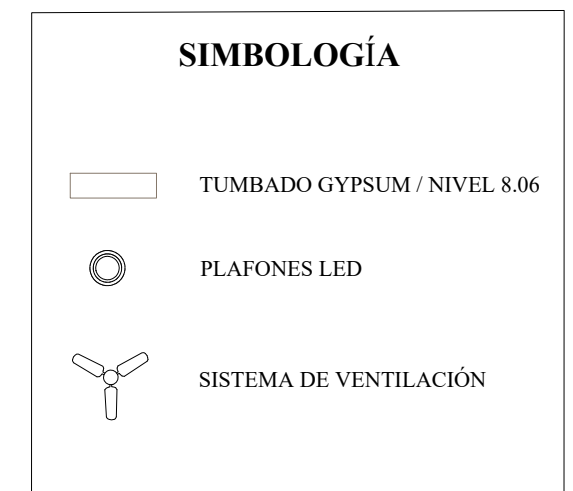 SIMBOLOGÍA
TUMBADO GYPSUM / NIVEL 8.06
PLAFONES LED
SISTEMA DE VENTILACIÓN